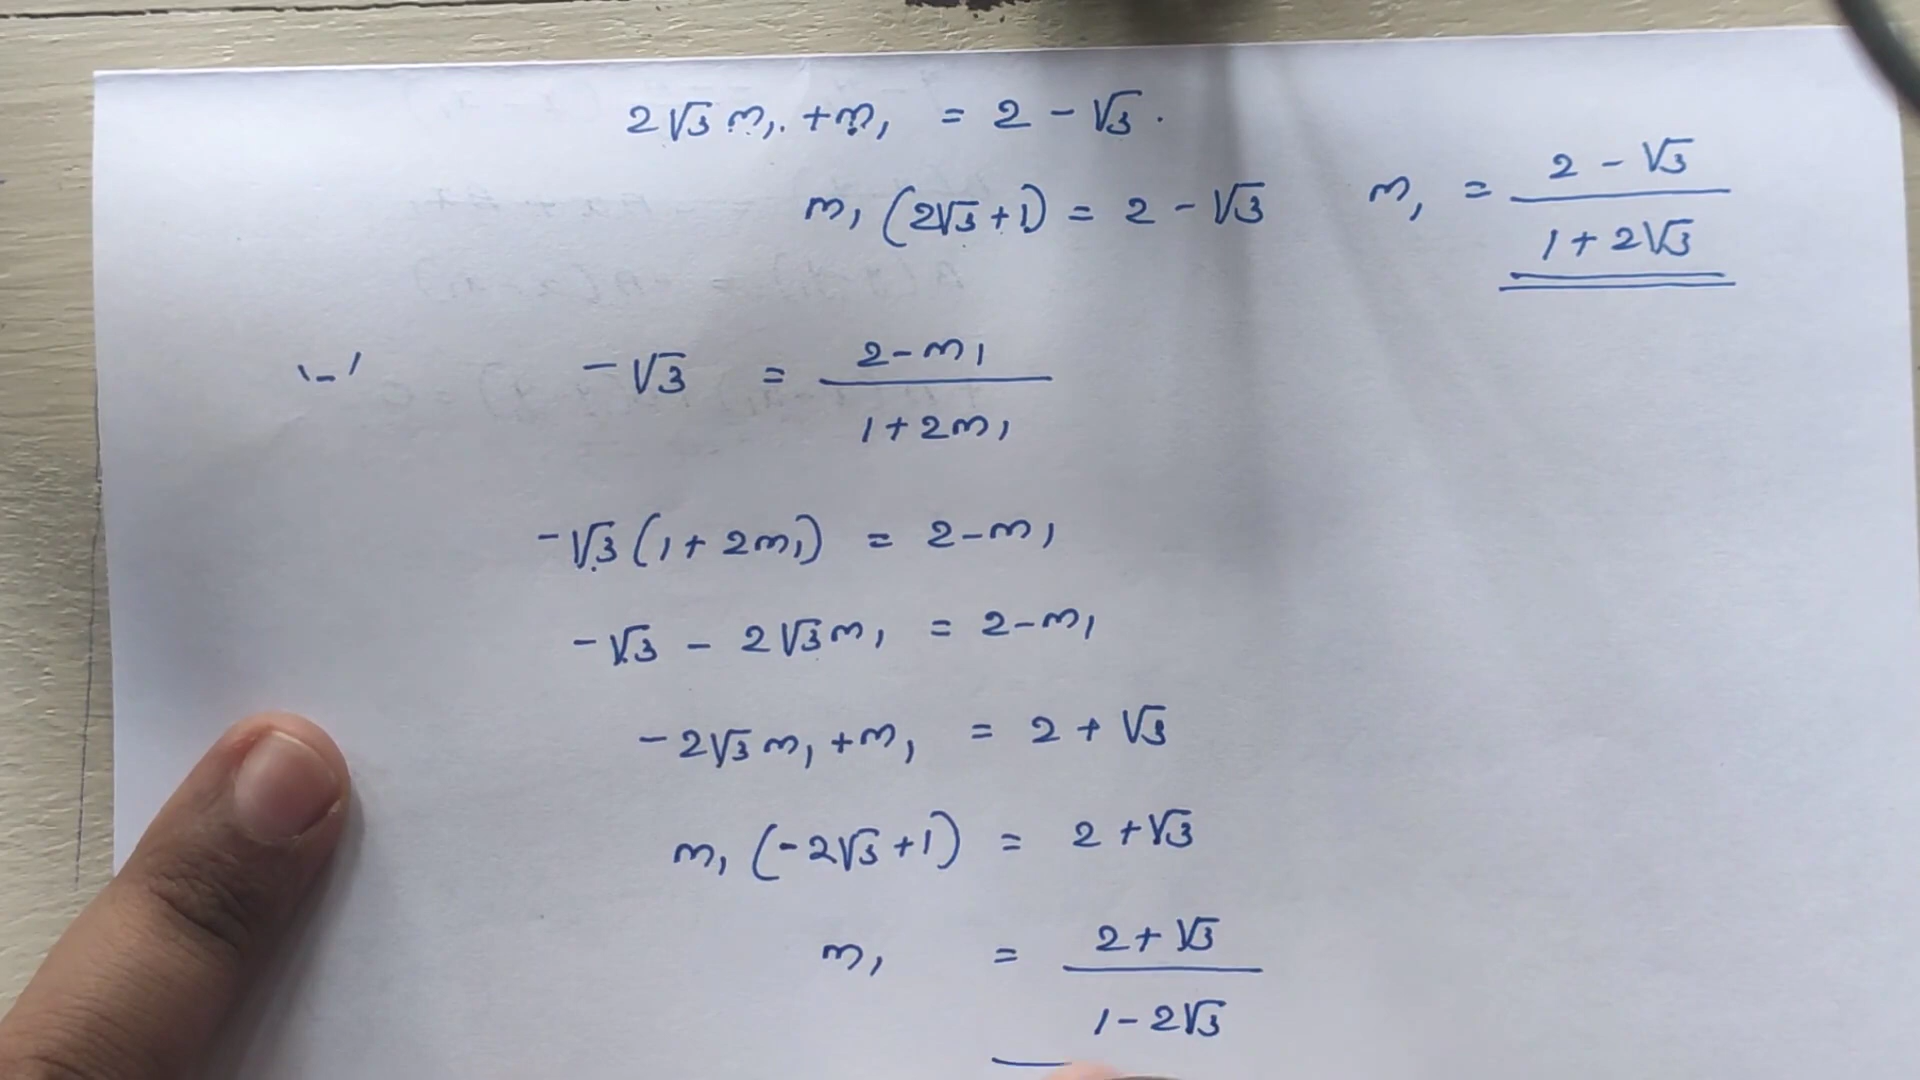 2√3 m₁ + m₁ = 2 - √3.
m₁ (2√3 + 1) = 2 - √3    m₁ = (2 - √3) / (1 + 2√3)
'-'    -√3 = (2 - m₁) / (1 + 2m₁)
-√3 (1 + 2m₁) = 2 - m₁
-√3 - 2√3 m₁ = 2 - m₁
-2√3 m₁ + m₁ = 2 + √3
m₁ (-2√3 + 1) = 2 + √3
m₁ = (2 + √3) / (1 - 2√3)